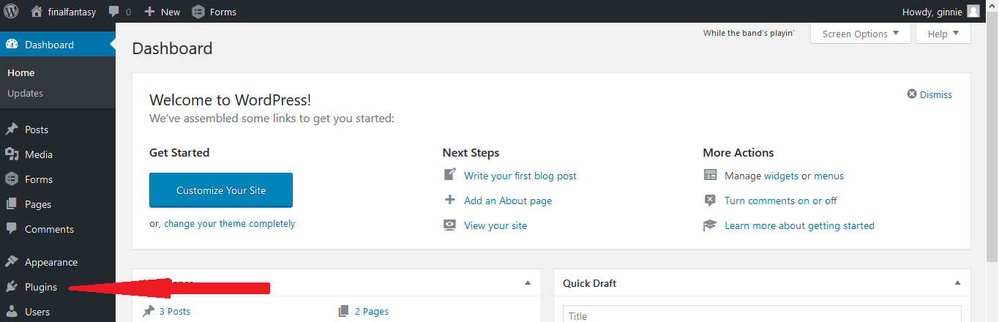 finalfantasy 0 New Forms Howdy, ginnie
Dashboard
Home
Updates
Posts
Media
Forms
Pages
Comments
Appearance
Plugins
Users
While the band's playin' Screen Options Help
Dashboard
Welcome to WordPress!
We've assembled some links to get you started:
Dismiss
Get Started
Customize Your Site
or, change your theme completely
Next Steps
Write your first blog post
Add an About page
View your site
More Actions
Manage widgets or menus
Turn comments on or off
Learn more about getting started
3 Posts 2 Pages
Quick Draft
Title